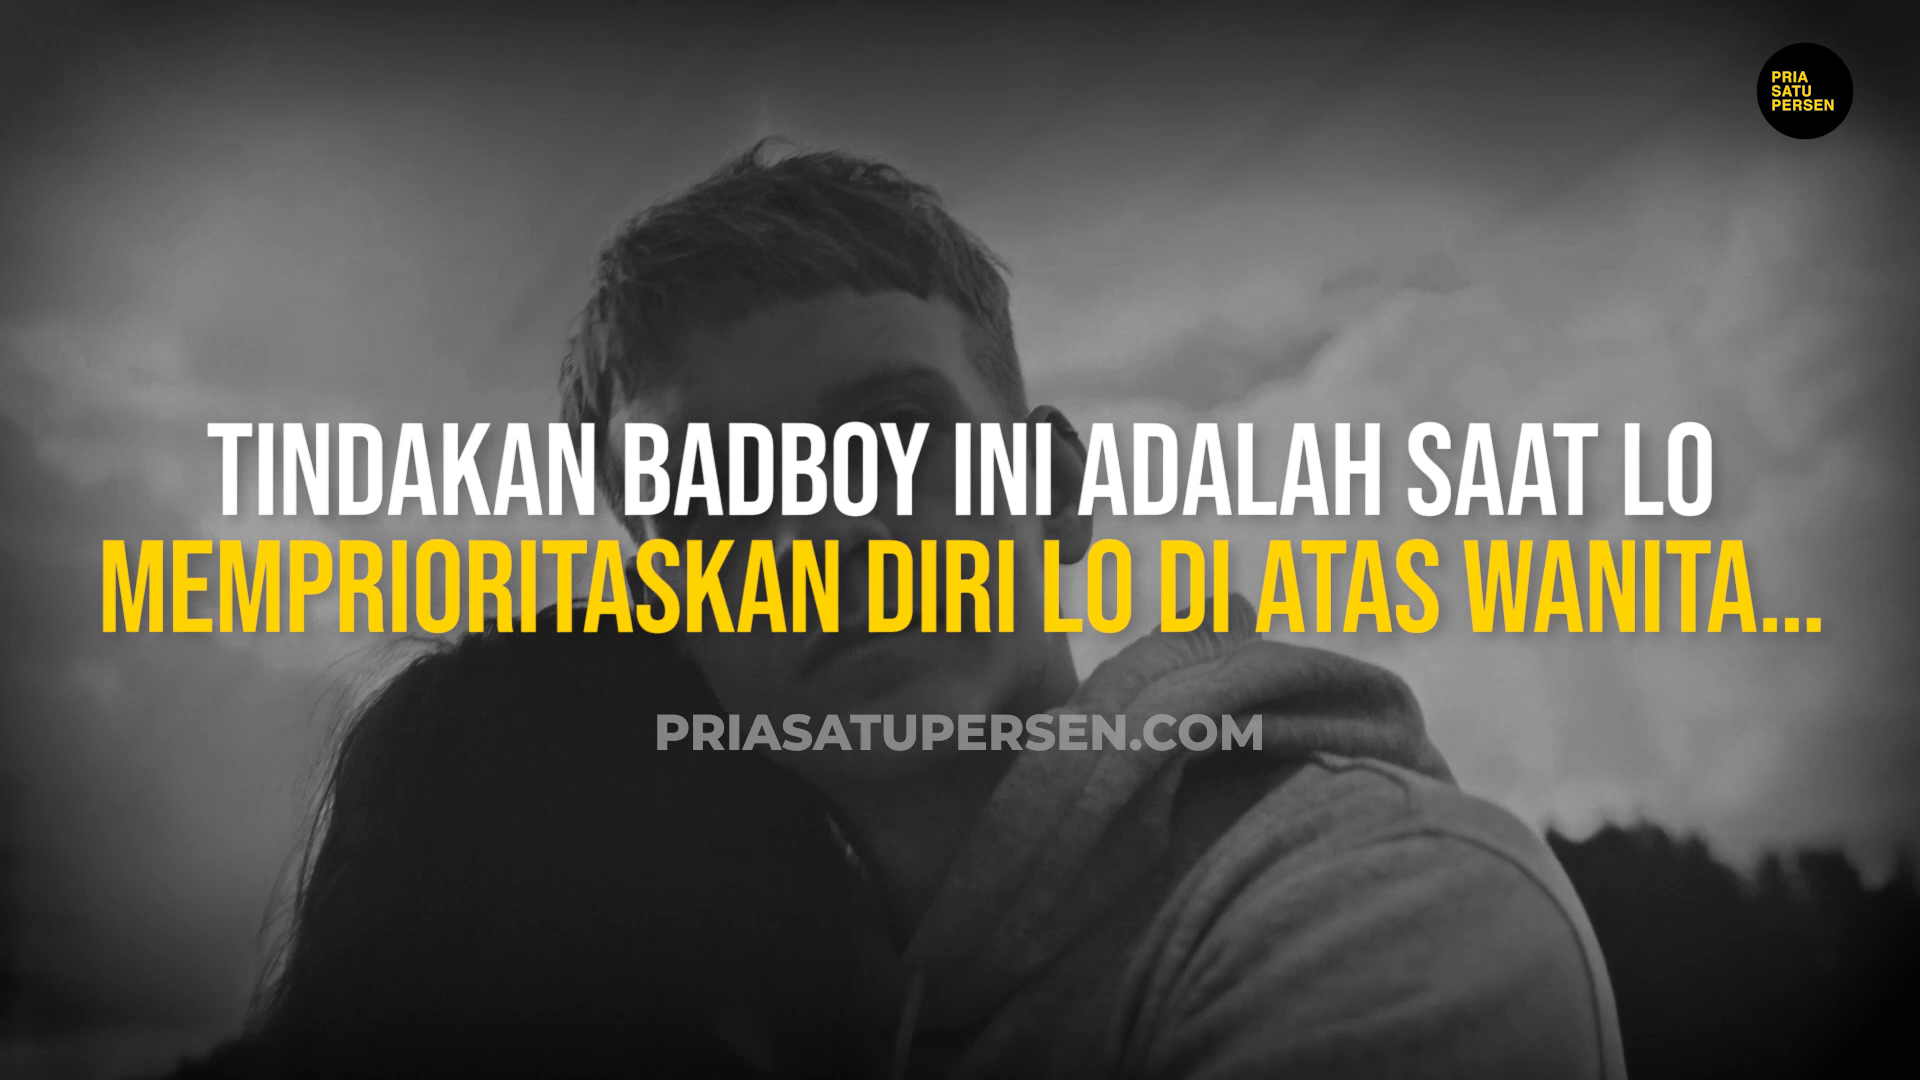 PRIA
SATU
PERSEN
TINDAKAN BADBOY INI ADALAH SAAT LO
MEMPRIORITASKAN DIRI LO DI ATAS WANITA...
PRIASATUPERSEN.COM